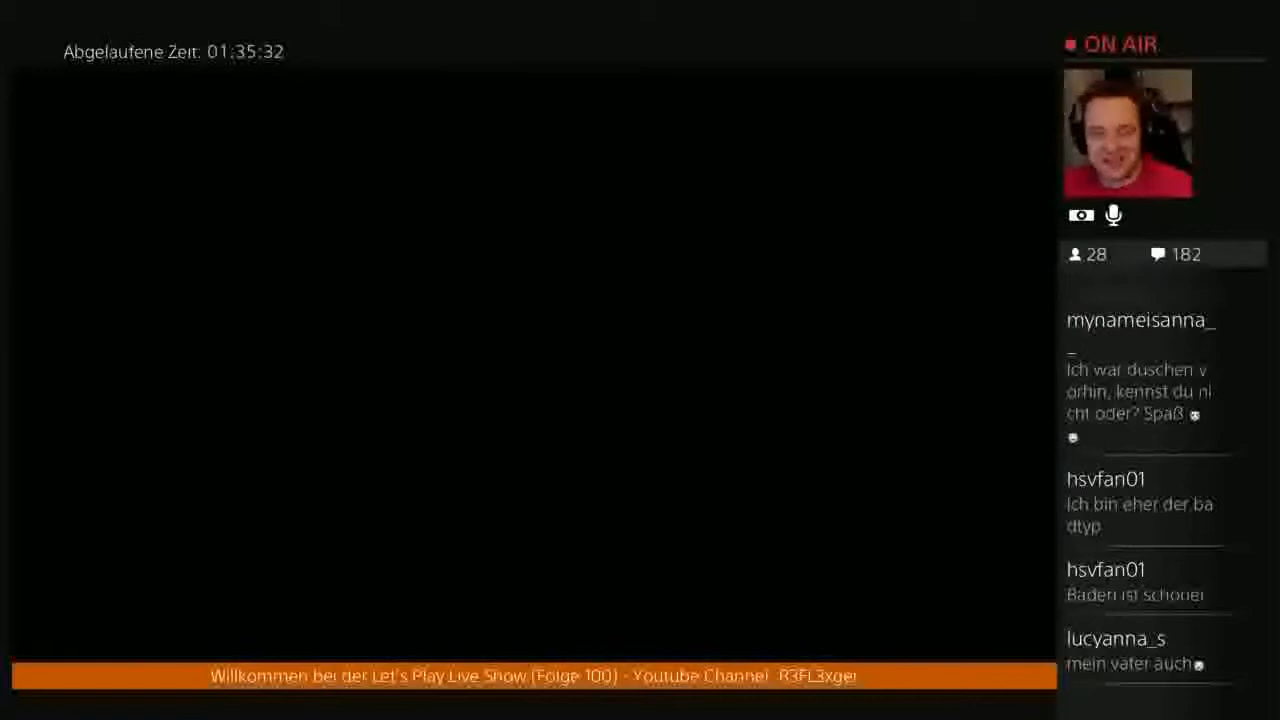 Abgelaufene Zeit: 01:35:32
ON AIR
28 182
mynameisanna_
_
Ich war duschen v
orhin, kennst du ni
cht oder? Spaß
hsvfan01
Ich bin eher der ba
dtyp
hsvfan01
Baden ist schöner
lucyanna_s
mein vater auch
Willkommen bei der Let's Play Live Show (Folge 100) - Youtube Channel: R3FL3xger